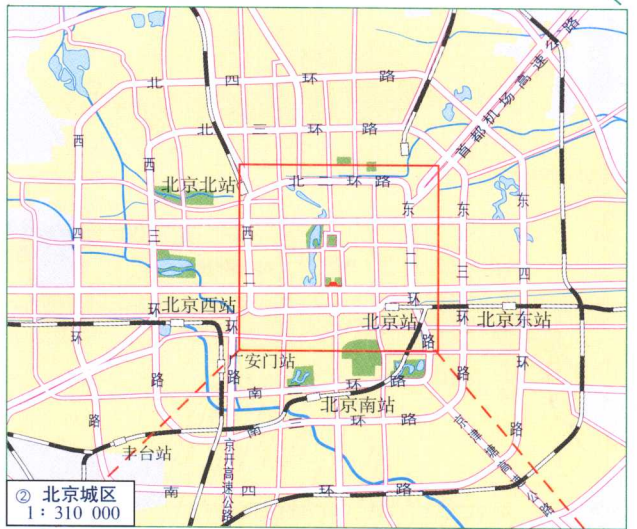 北四环路
北三环路
首都机场高速公路
北二环路
西四环路
西三环路
西二环路
东二环路
东三环路
东四环路
北京北站
北京西站
北京站
北京东站
广安门站
北京南站
丰台站
南二环路
南三环路
南四环路
京开高速公路
京津塘高速公路
② 北京城区
1∶310 000